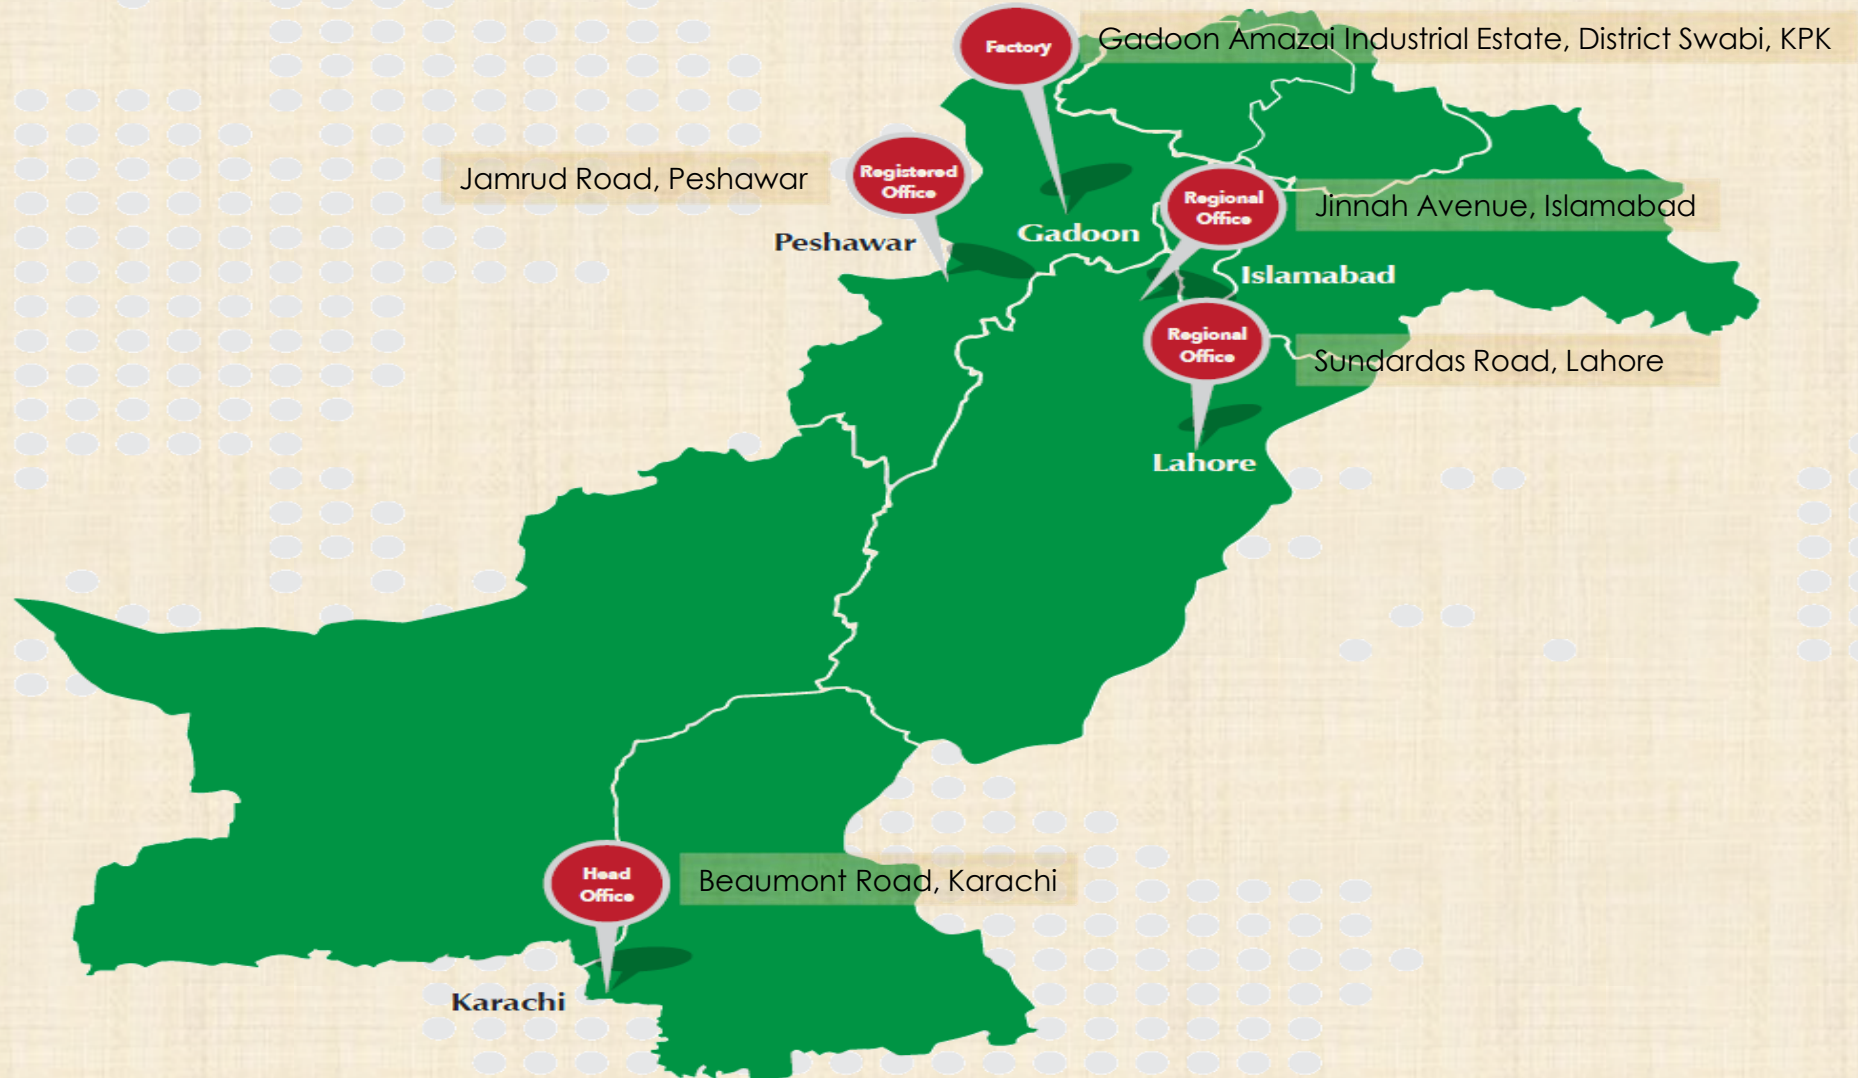 Factory
Gadoon Amazai Industrial Estate, District Swabi, KPK
Jamrud Road, Peshawar
Registered
Office
Regional
Office
Jinnah Avenue, Islamabad
Peshawar
Gadoon
Islamabad
Regional
Office
Sundardas Road, Lahore
Lahore
Head
Office
Beaumont Road, Karachi
Karachi